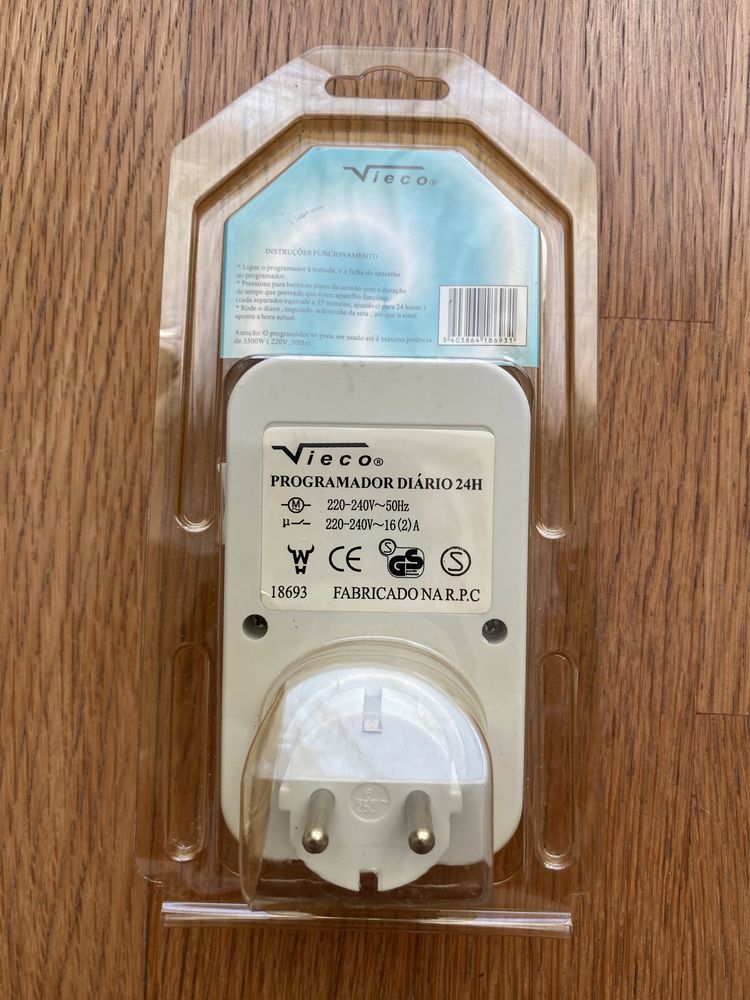 Vieco®
INSTRUÇÕES FUNCIONAMENTO
* Ligue o programador à tomada, e a ficha do aparelho
ao programador.
* Pressione para baixo os pinos de acordo com a duração
de tempo que pretende que o seu aparelho funcione.
(cada separador equivale a 15 minutos, ajustável para 24 horas.)
* Rode o disco, seguindo a direcção da seta, até que o sinal
aponte a hora actual.
Atenção: O programador só pode ser usado até à máxima potência
de 3500W ( 220V, 50Hz)
5 603864 186931
Vieco®
PROGRAMADOR DIÁRIO 24H
M 220-240V~50Hz
µ 220-240V~16(2)A
CE S GS S
18693 FABRICADO NA R.P.C
250~